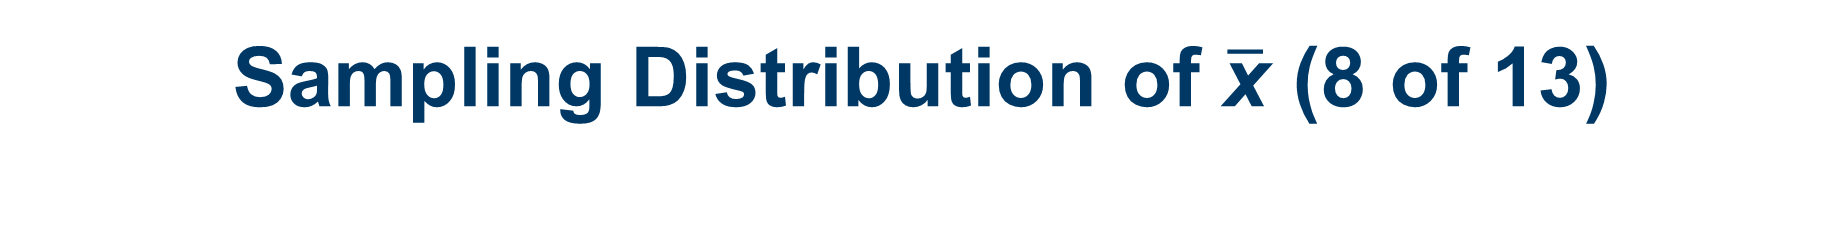 Sampling Distribution of x̄ (8 of 13)